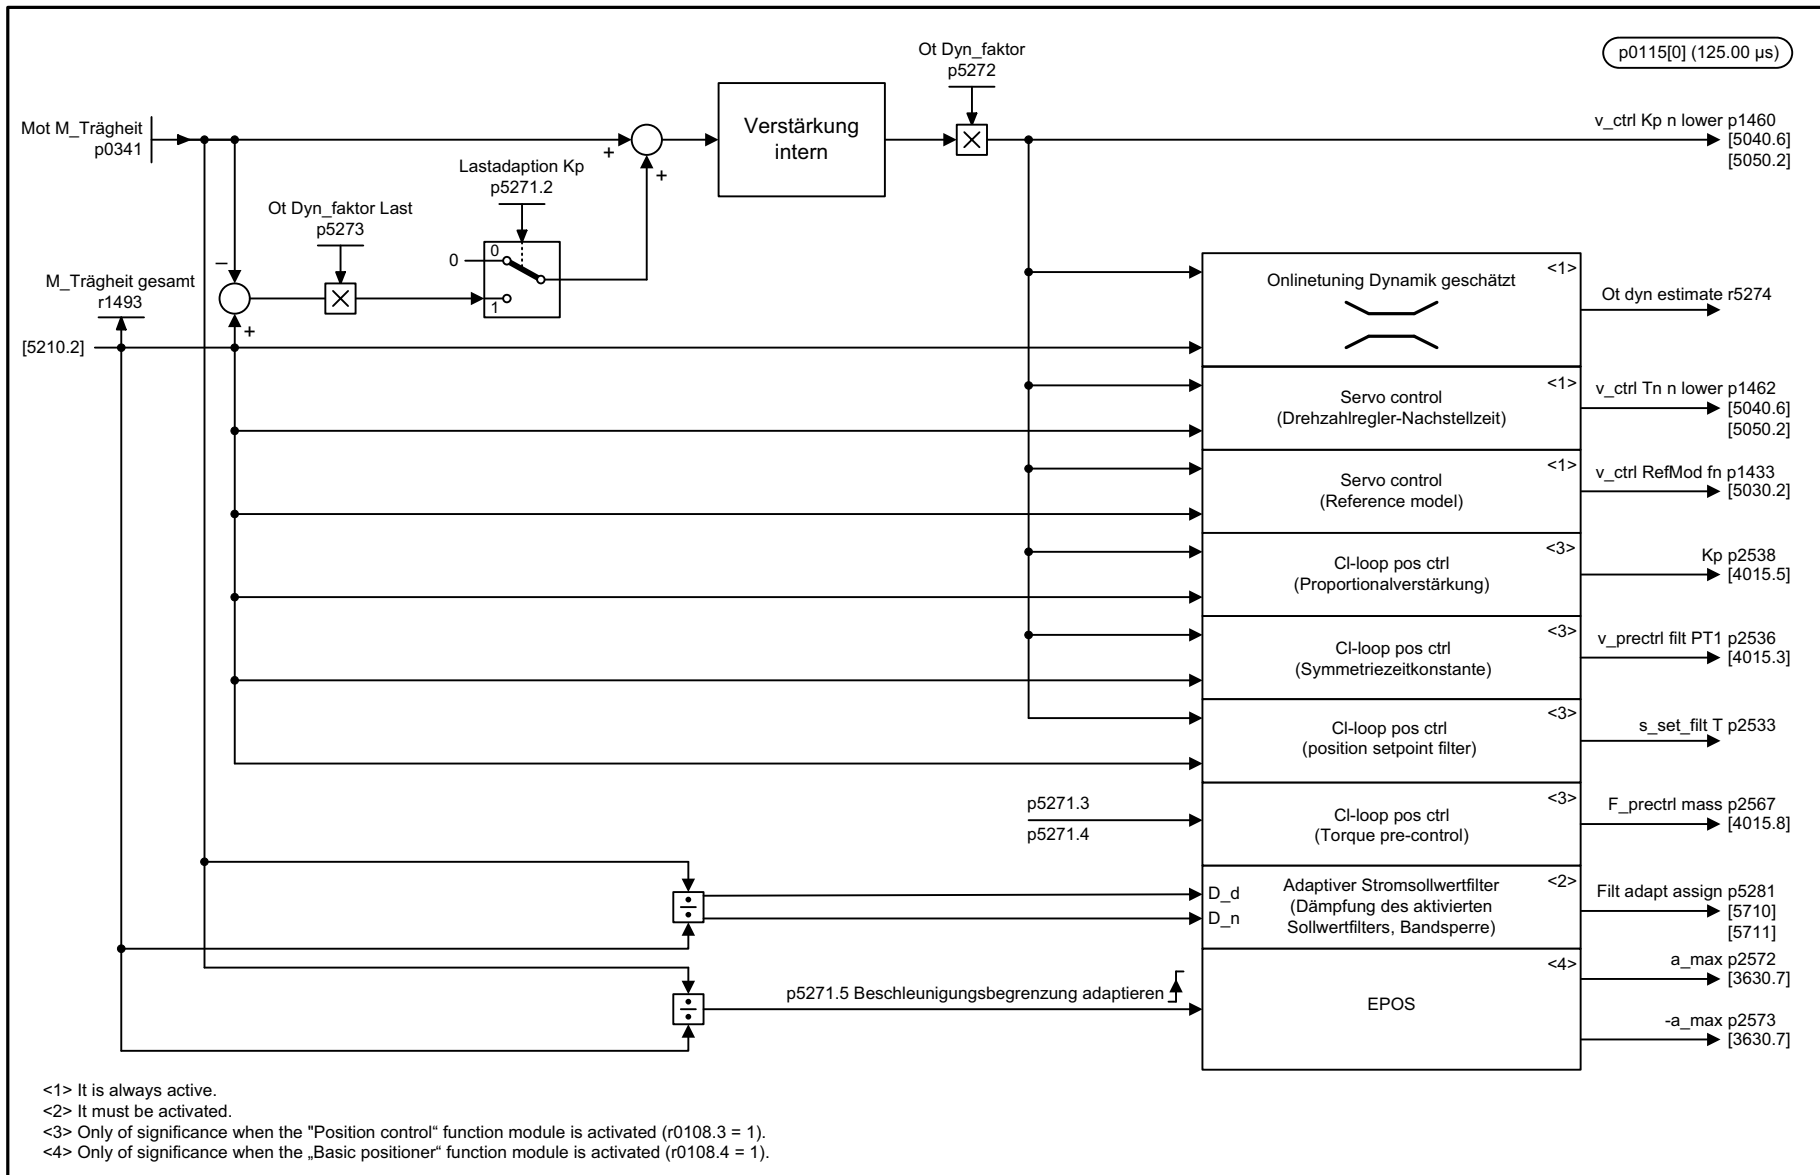 p0115[0] (125.00 µs)
Ot Dyn_faktor
p5272
Mot M_Trägheit
p0341
Verstärkung
intern
v_ctrl Kp n lower p1460
[5040.6]
[5050.2]
+
+
Lastadaption Kp
p5271.2
Ot Dyn_faktor Last
p5273
0
0
1
–
+
M_Trägheit gesamt
r1493
[5210.2]
Onlinetuning Dynamik geschätzt
<1>
Ot dyn estimate r5274
Servo control
(Drehzahlregler-Nachstellzeit)
<1>
v_ctrl Tn n lower p1462
[5040.6]
[5050.2]
Servo control
(Reference model)
<1>
v_ctrl RefMod fn p1433
[5030.2]
Cl-loop pos ctrl
(Proportionalverstärkung)
<3>
Kp p2538
[4015.5]
Cl-loop pos ctrl
(Symmetriezeitkonstante)
<3>
v_prectrl filt PT1 p2536
[4015.3]
Cl-loop pos ctrl
(position setpoint filter)
<3>
s_set_filt T p2533
p5271.3
p5271.4
Cl-loop pos ctrl
(Torque pre-control)
<3>
F_prectrl mass p2567
[4015.8]
D_d
D_n
Adaptiver Stromsollwertfilter
(Dämpfung des aktivierten
Sollwertfilters, Bandsperre)
<2>
Filt adapt assign p5281
[5710]
[5711]
p5271.5 Beschleunigungsbegrenzung adaptieren
EPOS
<4>
a_max p2572
[3630.7]
-a_max p2573
[3630.7]
<1> It is always active.
<2> It must be activated.
<3> Only of significance when the "Position control“ function module is activated (r0108.3 = 1).
<4> Only of significance when the „Basic positioner“ function module is activated (r0108.4 = 1).